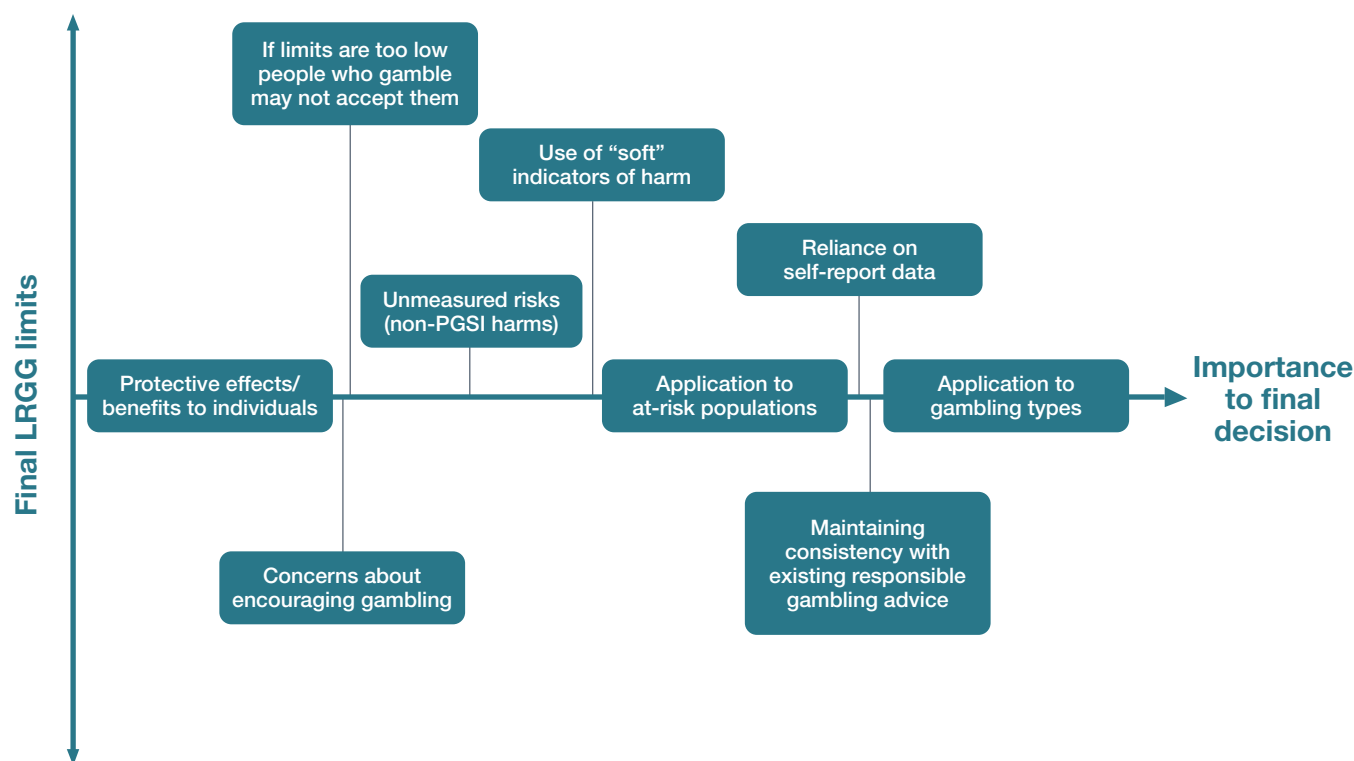 If limits are too low
people who gamble
may not accept them
Use of “soft”
indicators of harm
Reliance on
self-report data
Unmeasured risks
(non-PGSI harms)
Final LRGG limits
Protective effects/
benefits to individuals
Application to
at-risk populations
Application to
gambling types
Importance
to final
decision
Concerns about
encouraging gambling
Maintaining
consistency with
existing responsible
gambling advice